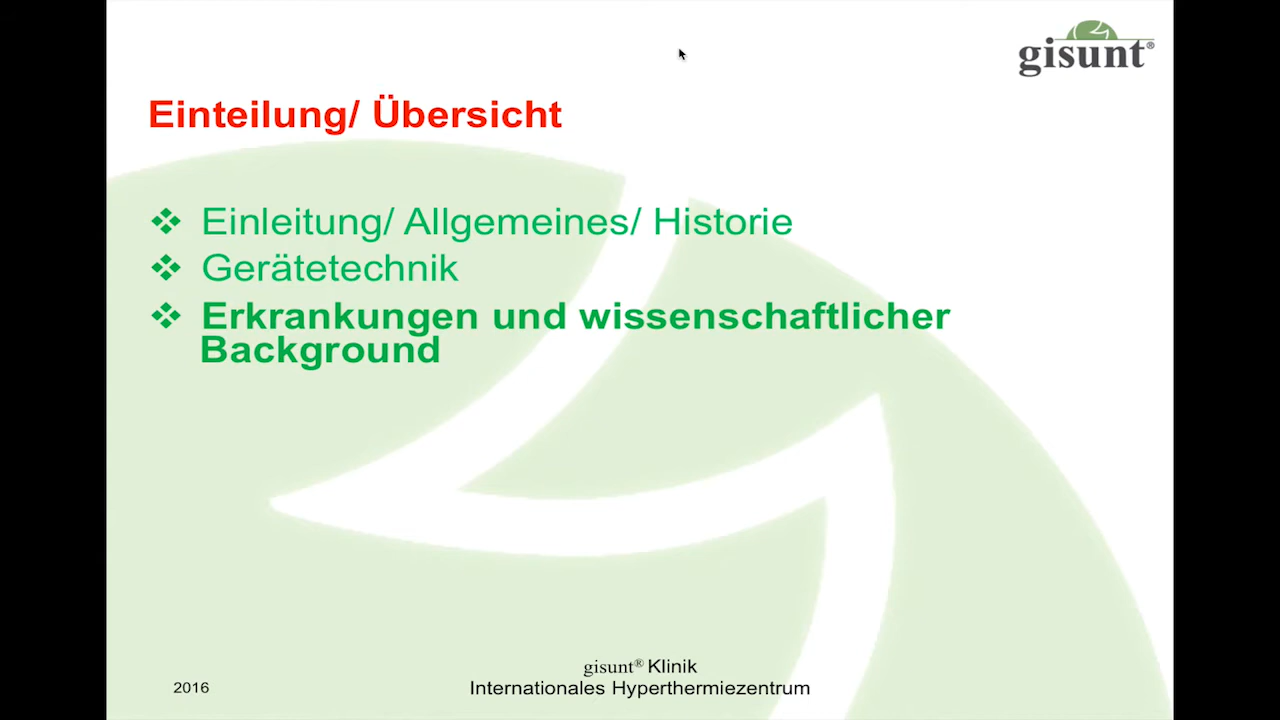 gisunt®
Einteilung/ Übersicht
❖ Einleitung/ Allgemeines/ Historie
❖ Gerätetechnik
❖ Erkrankungen und wissenschaftlicher
Background
gisunt® Klinik
2016
Internationales Hyperthermiezentrum